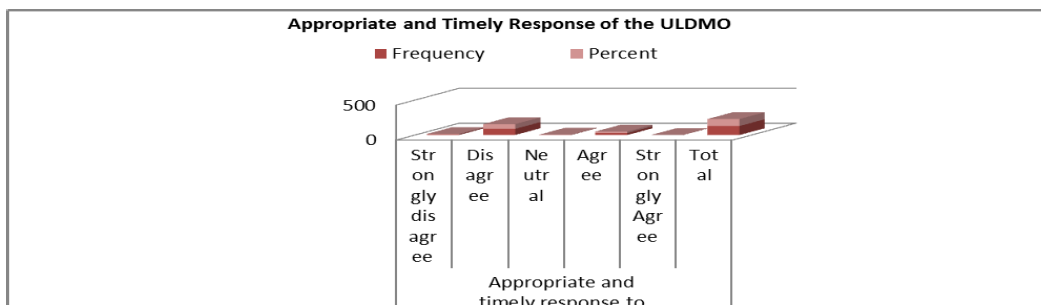 Appropriate and Timely Response of the ULDMO
Frequency Percent
500
0
Str
on
gly
dis
agr
ee
Dis
agr
ee
Ne
utr
al
Agr
ee
Str
on
gly
Agr
ee
Tot
al
Appropriate and
timely response to